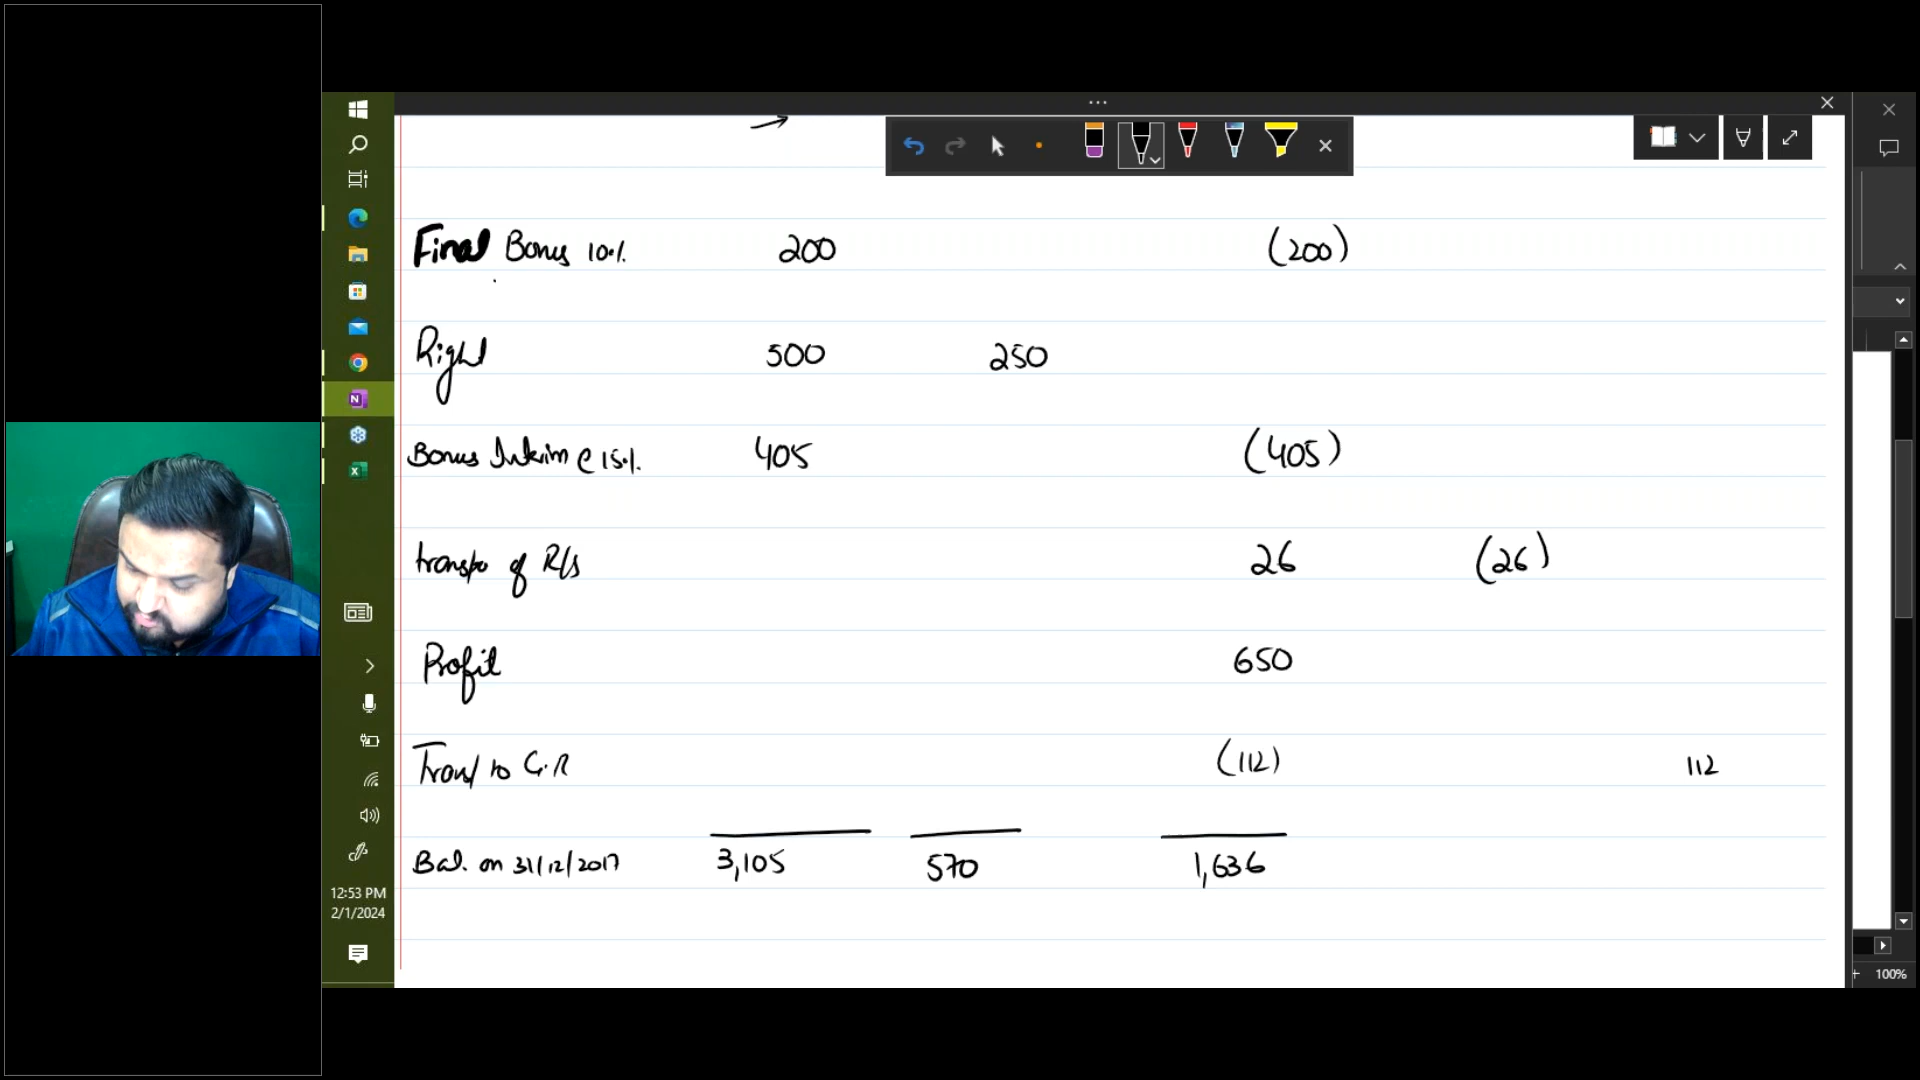 Final Bonus 10% 200 (200)
Right 500 250
Bonus Interim @ 15% 405 (405)
transfer of R/s 26 (26)
Profit 650
Transf to G.R (112) 112
Bal. on 31/12/2017 3,105 570 1,636
12:53 PM
2/1/2024
100%